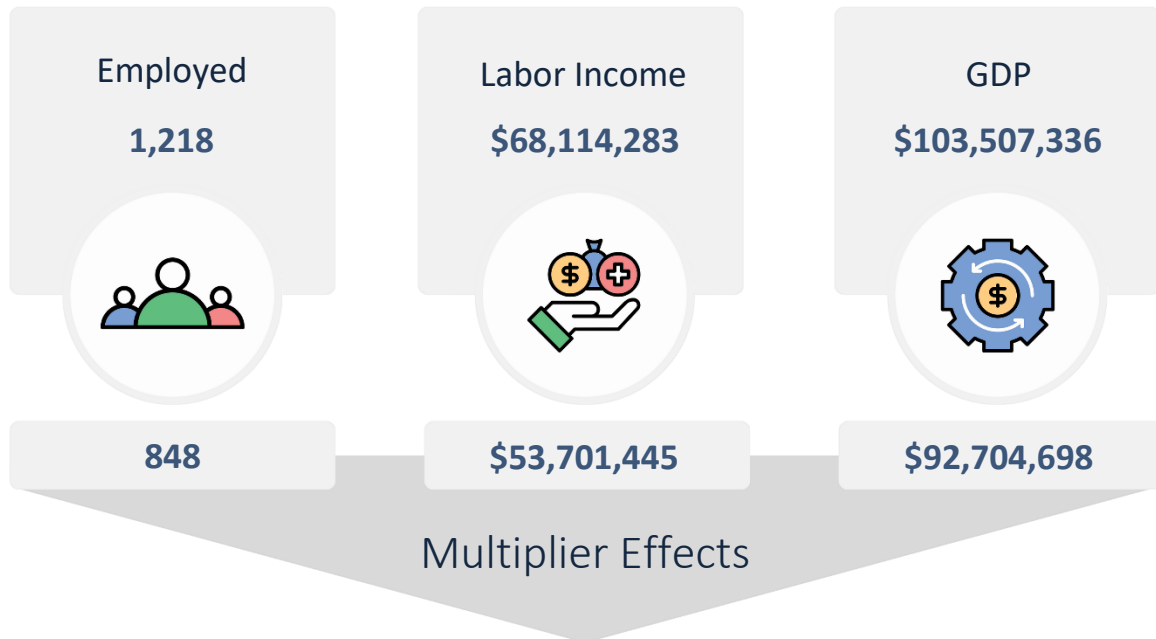 Employed
1,218
Labor Income
$68,114,283
GDP
$103,507,336
$
$
848
$53,701,445
$92,704,698
Multiplier Effects